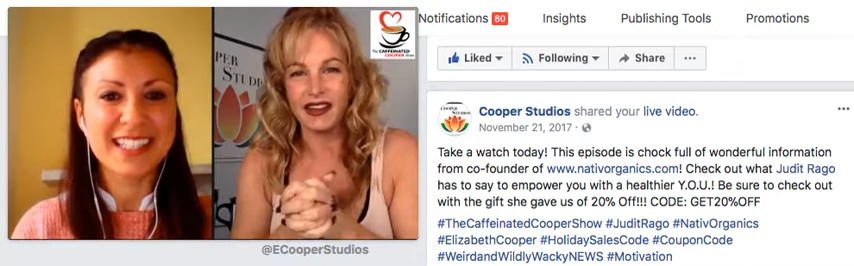 The
CAFFEINATED
COOPER Show
OOPER
STUDI
@ECooperStudios
Notifications 80 Insights Publishing Tools Promotions
Liked Following Share ...
COOPER STUDIOS
Cooper Studios shared your live video.
November 21, 2017 ·
Take a watch today! This episode is chock full of wonderful information
from co-founder of www.nativorganics.com! Check out what Judit Rago
has to say to empower you with a healthier Y.O.U.! Be sure to check out
with the gift she gave us of 20% Off!!! CODE: GET20%OFF
#TheCaffeinatedCooperShow #JuditRago #NativOrganics
#ElizabethCooper #HolidaySalesCode #CouponCode
#WeirdandWildlyWackyNEWS #Motivation